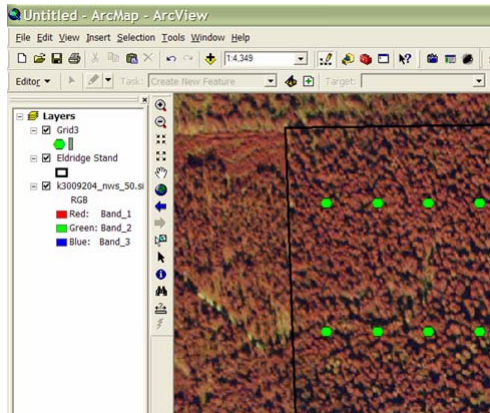 Untitled - ArcMap - ArcView
File Edit View Insert Selection Tools Window Help
1:4,349
Editor Task: Create New Feature Target:
Layers
Grid3
Eldridge Stand
k3009204_nws_50.si
RGB
Red: Band_1
Green: Band_2
Blue: Band_3